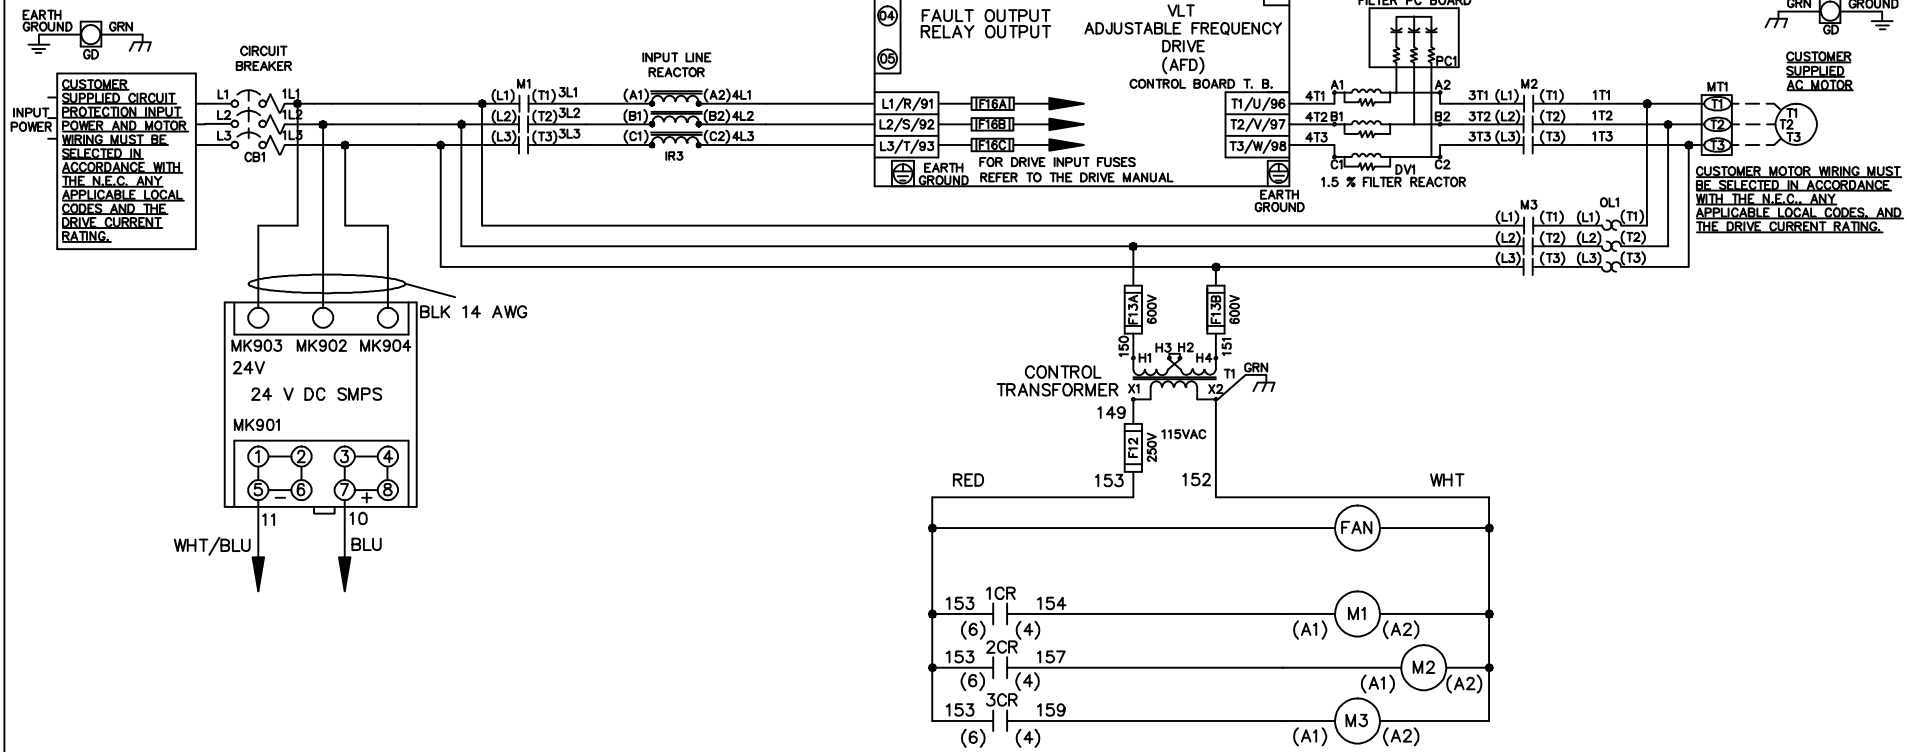 EARTH
GROUND
GRN
GD
CIRCUIT
BREAKER
INPUT
POWER
CUSTOMER
SUPPLIED CIRCUIT
PROTECTION INPUT
POWER AND MOTOR
WIRING MUST BE
SELECTED IN
ACCORDANCE WITH
THE N.E.C. ANY
APPLICABLE LOCAL
CODES AND THE
DRIVE CURRENT
RATING.
L1 1L1
L2 1L2
L3 1L3
CB1
M1
(L1) (T1) 3L1
(L2) (T2) 3L2
(L3) (T3) 3L3
INPUT LINE
REACTOR
(A1) (A2) 4L1
(B1) (B2) 4L2
(C1) (C2) 4L3
IR3
04
05
FAULT OUTPUT
RELAY OUTPUT
VLT
ADJUSTABLE FREQUENCY
DRIVE
(AFD)
CONTROL BOARD T. B.
L1/R/91 F16A T1/U/96
L2/S/92 F16B T2/V/97
L3/T/93 F16C T3/W/98
EARTH
GROUND
FOR DRIVE INPUT FUSES
REFER TO THE DRIVE MANUAL
EARTH
GROUND
FILTER PC BOARD
PC1
4T1 A1 A2
4T2 B1 B2
4T3 C1 C2
DV1
1.5 % FILTER REACTOR
M2
3T1 (L1) (T1) 1T1
3T2 (L2) (T2) 1T2
3T3 (L3) (T3) 1T3
MT1
T1
T2
T3
T1
T2
T3
GRN
GROUND
GD
CUSTOMER
SUPPLIED
AC MOTOR
CUSTOMER MOTOR WIRING MUST
BE SELECTED IN ACCORDANCE
WITH THE N.E.C., ANY
APPLICABLE LOCAL CODES, AND
THE DRIVE CURRENT RATING.
M3 OL1
(L1) (T1) (L1) (T1)
(L2) (T2) (L2) (T2)
(L3) (T3) (L3) (T3)
BLK 14 AWG
MK903 MK902 MK904
24V
24 V DC SMPS
MK901
1 2 3 4
5 - 6 7 + 8
11 10
WHT/BLU BLU
F13A
600V
F13B
600V
150
151
H1 H3 H2 H4
T1
GRN
CONTROL
TRANSFORMER
X1 X2
149
F12
250V
115VAC
153 152
RED WHT
FAN
153 1CR 154
(6) (4)
M1
(A1) (A2)
153 2CR 157
(6) (4)
M2
(A1) (A2)
153 3CR 159
(6) (4)
M3
(A1) (A2)